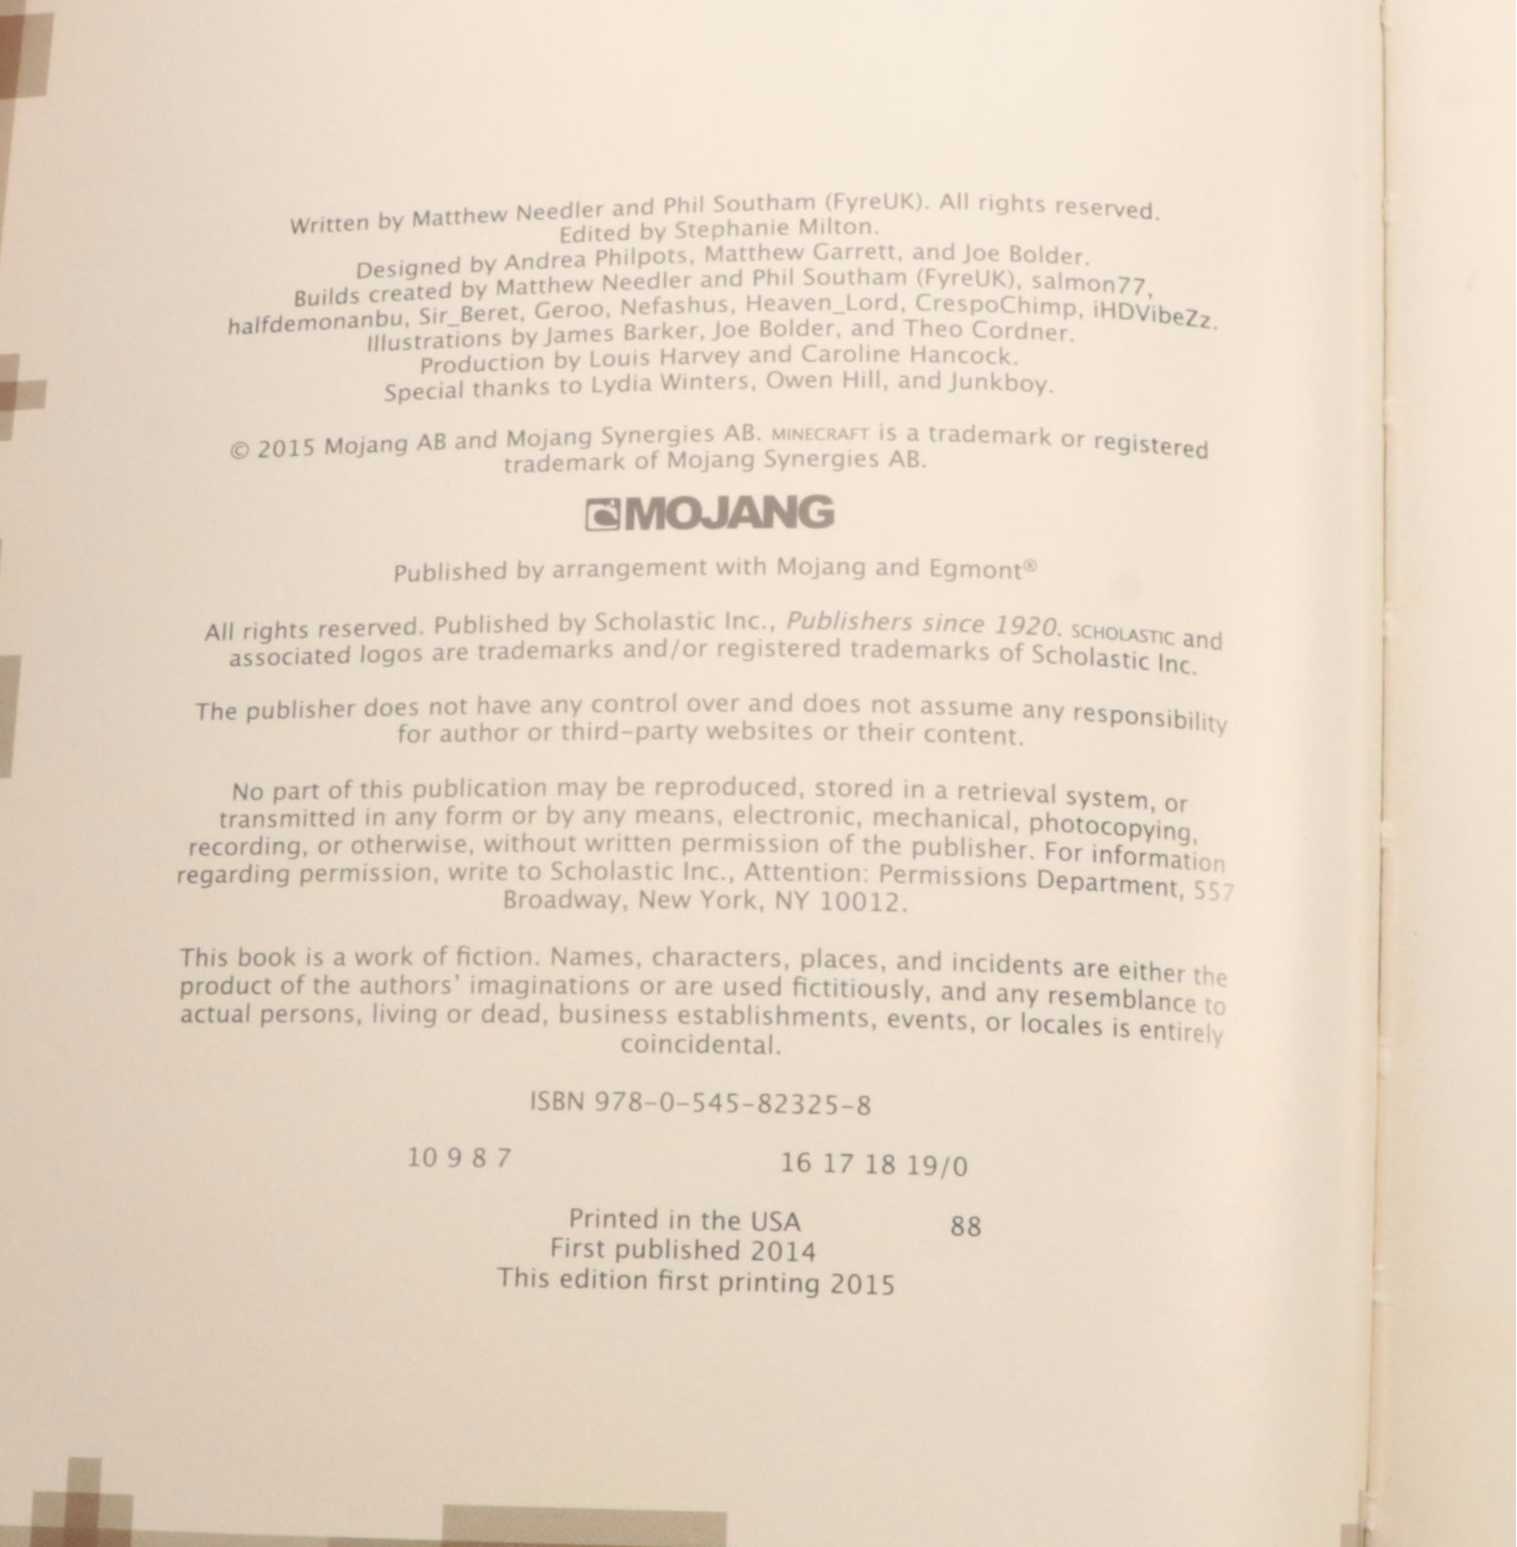 Written by Matthew Needler and Phil Southam (FyreUK). All rights reserved.
Edited by Stephanie Milton.
Designed by Andrea Philpots, Matthew Garrett, and Joe Bolder.
Builds created by Matthew Needler and Phil Southam (FyreUK), salmon77,
halfdemonanbu, Sir_Beret, Geroo, Nefashus, Heaven_Lord, CrespoChimp, iHDVibeZz.
Illustrations by James Barker, Joe Bolder, and Theo Cordner.
Production by Louis Harvey and Caroline Hancock.
Special thanks to Lydia Winters, Owen Hill, and Junkboy.
© 2015 Mojang AB and Mojang Synergies AB. MINECRAFT is a trademark or registered
trademark of Mojang Synergies AB.
MOJANG
Published by arrangement with Mojang and Egmont®
All rights reserved. Published by Scholastic Inc., Publishers since 1920. SCHOLASTIC and
associated logos are trademarks and/or registered trademarks of Scholastic Inc.
The publisher does not have any control over and does not assume any responsibility
for author or third-party websites or their content.
No part of this publication may be reproduced, stored in a retrieval system, or
transmitted in any form or by any means, electronic, mechanical, photocopying,
recording, or otherwise, without written permission of the publisher. For information
regarding permission, write to Scholastic Inc., Attention: Permissions Department, 557
Broadway, New York, NY 10012.
This book is a work of fiction. Names, characters, places, and incidents are either the
product of the authors' imaginations or are used fictitiously, and any resemblance to
actual persons, living or dead, business establishments, events, or locales is entirely
coincidental.
ISBN 978-0-545-82325-8
10 9 8 7 16 17 18 19/0
Printed in the USA 88
First published 2014
This edition first printing 2015